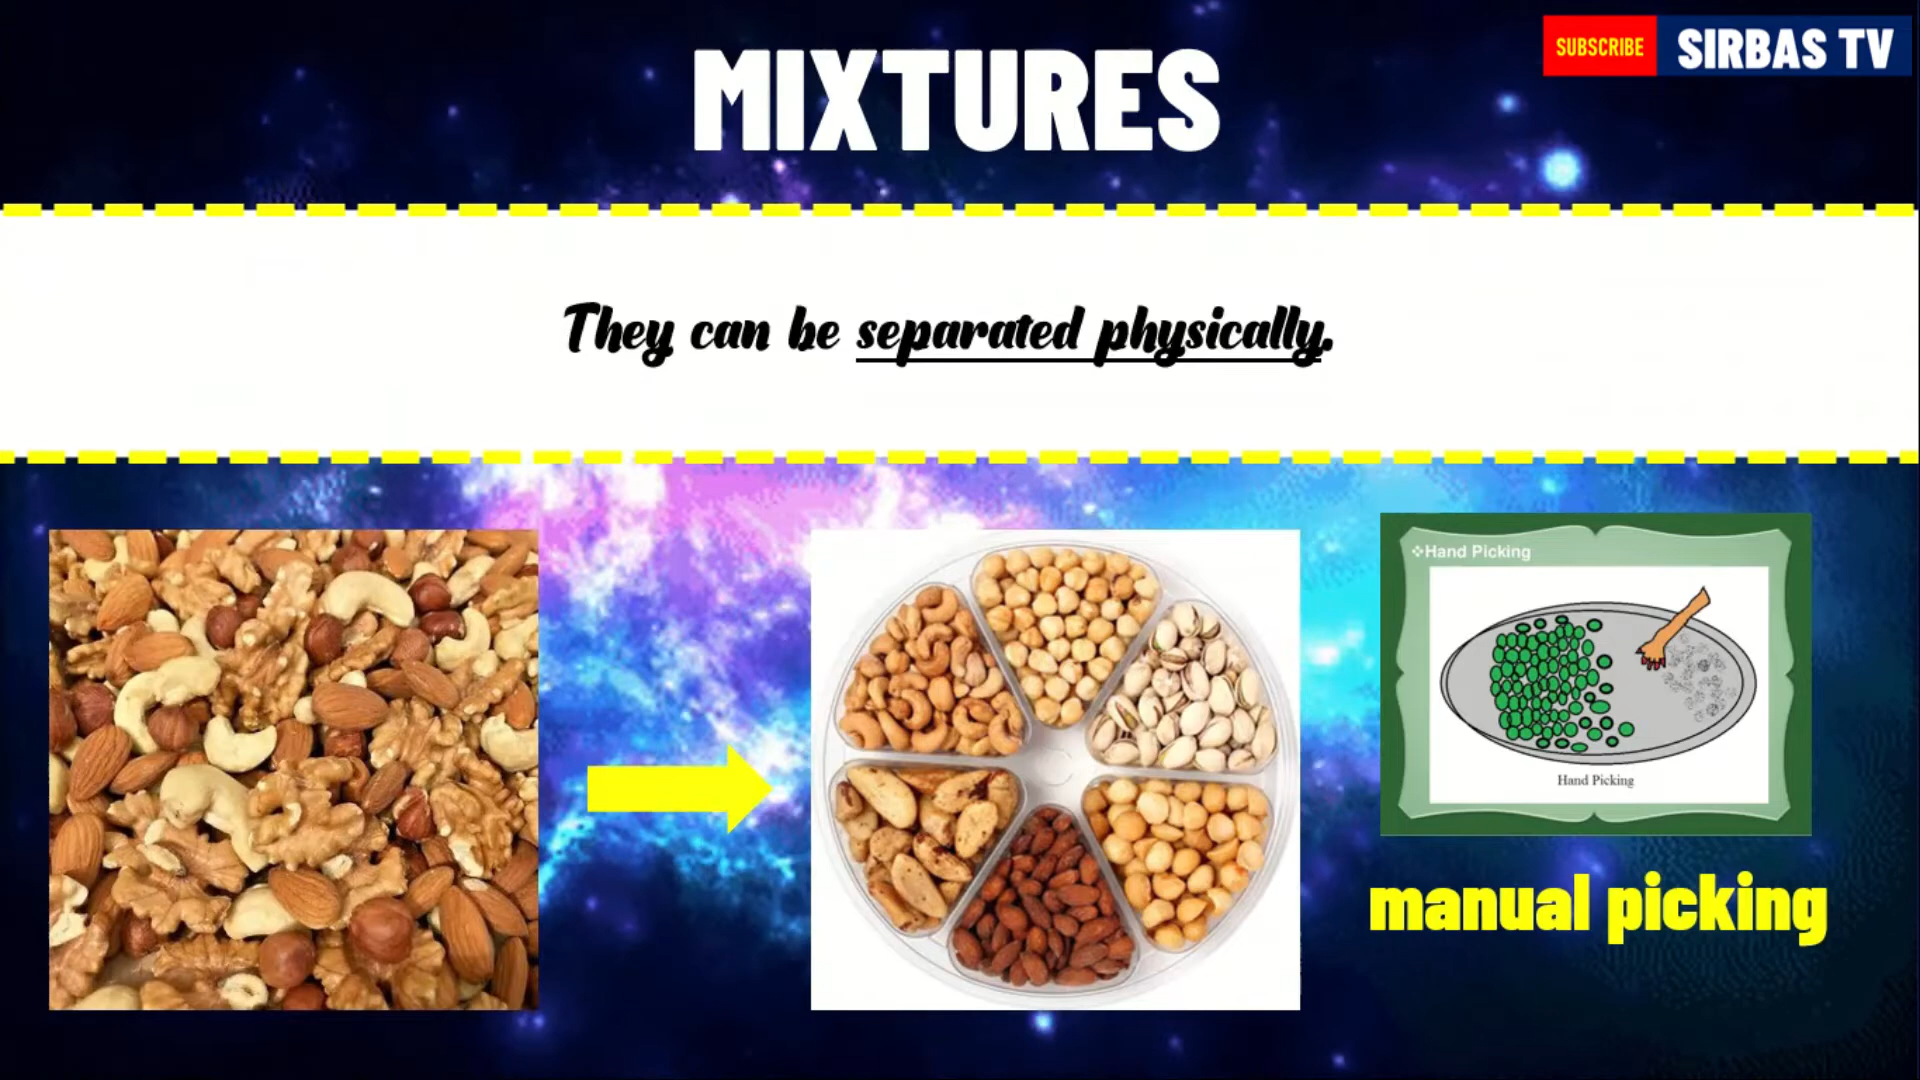 SUBSCRIBE SIRBAS TV
MIXTURES
They can be separated physically.
❖Hand Picking
Hand Picking
manual picking